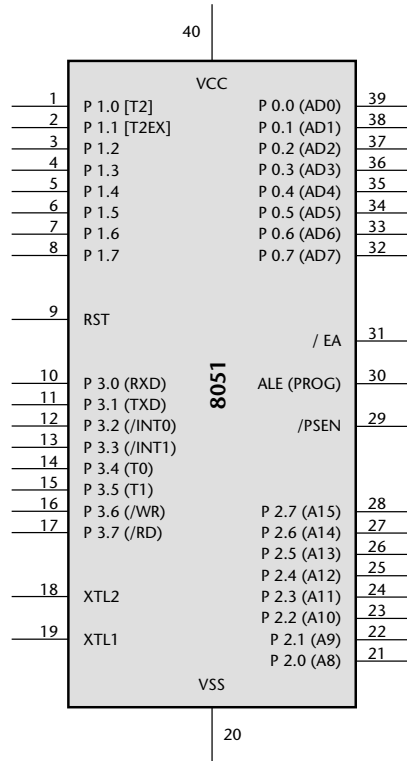 40
VCC
1 P 1.0 [T2] P 0.0 (AD0) 39
2 P 1.1 [T2EX] P 0.1 (AD1) 38
3 P 1.2 P 0.2 (AD2) 37
4 P 1.3 P 0.3 (AD3) 36
5 P 1.4 P 0.4 (AD4) 35
6 P 1.5 P 0.5 (AD5) 34
7 P 1.6 P 0.6 (AD6) 33
8 P 1.7 P 0.7 (AD7) 32
9 RST
/ EA 31
8051
10 P 3.0 (RXD) ALE (PROG) 30
11 P 3.1 (TXD)
12 P 3.2 (/INT0) /PSEN 29
13 P 3.3 (/INT1)
14 P 3.4 (T0)
15 P 3.5 (T1)
16 P 3.6 (/WR) P 2.7 (A15) 28
17 P 3.7 (/RD) P 2.6 (A14) 27
P 2.5 (A13) 26
P 2.4 (A12) 25
18 XTL2 P 2.3 (A11) 24
P 2.2 (A10) 23
19 XTL1 P 2.1 (A9) 22
P 2.0 (A8) 21
VSS
20